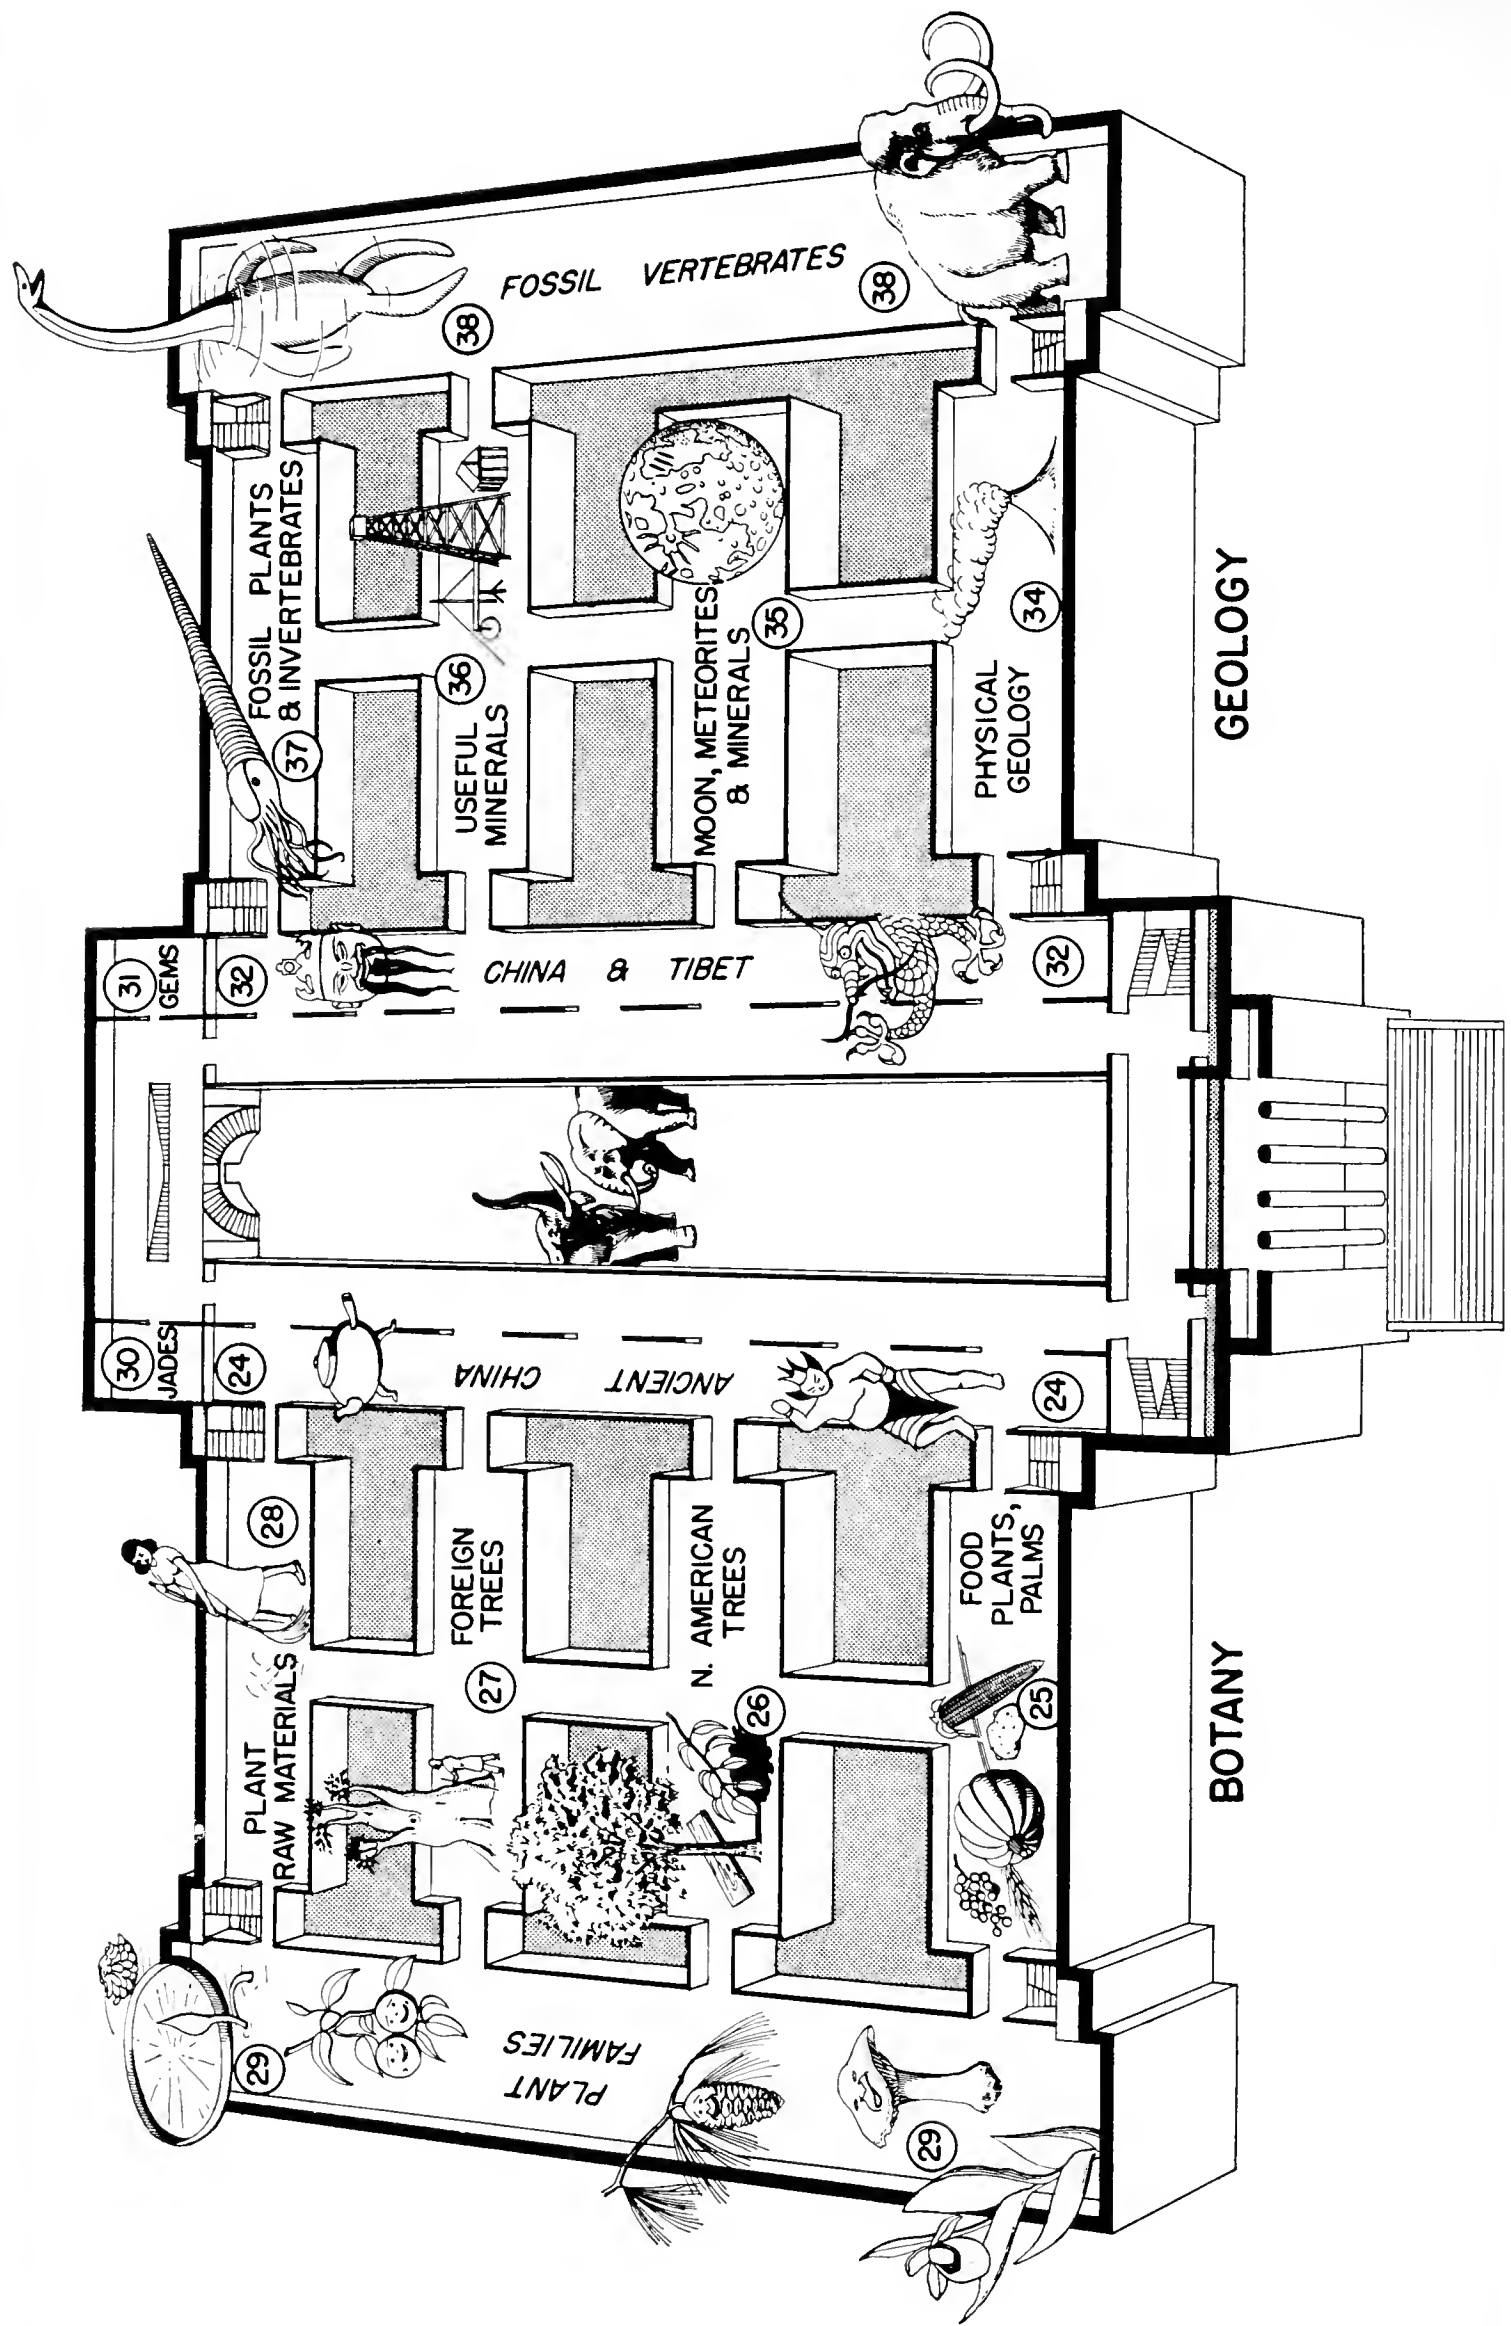 30
JADES
31
GEMS
24
32
28
PLANT
RAW MATERIALS
37
FOSSIL PLANTS
& INVERTEBRATES
29
PLANT
FAMILIES
27
FOREIGN
TREES
ANCIENT CHINA
CHINA & TIBET
36
USEFUL
MINERALS
38
FOSSIL VERTEBRATES
26
N. AMERICAN
TREES
MOON, METEORITES,
& MINERALS
35
38
29
25
FOOD
PLANTS,
PALMS
24
32
PHYSICAL
GEOLOGY
34
BOTANY
GEOLOGY